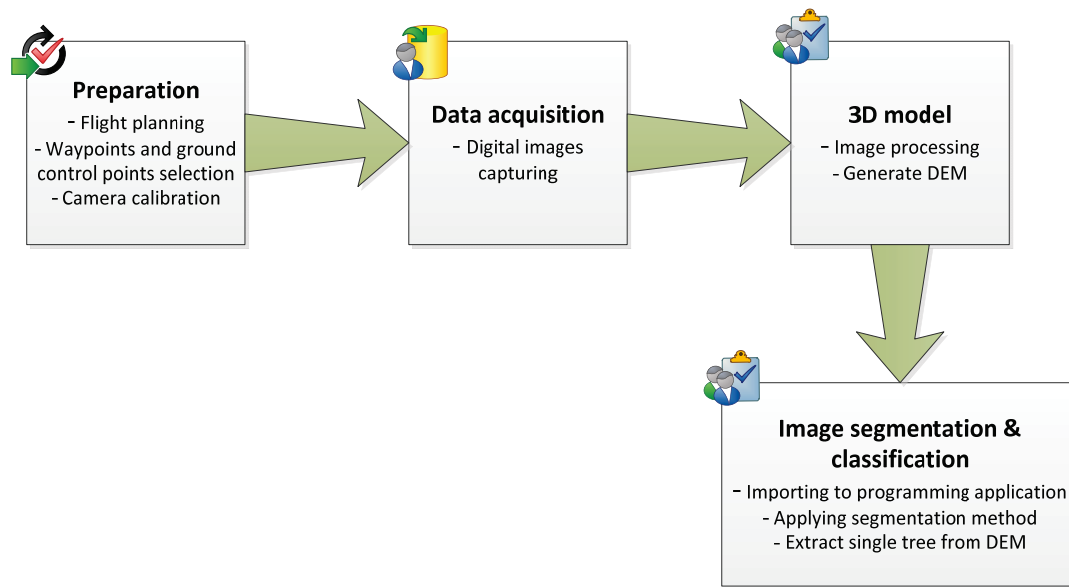 Preparation
- Flight planning
- Waypoints and ground
control points selection
- Camera calibration
Data acquisition
- Digital images
capturing
3D model
- Image processing
- Generate DEM
Image segmentation &
classification
- Importing to programming application
- Applying segmentation method
- Extract single tree from DEM